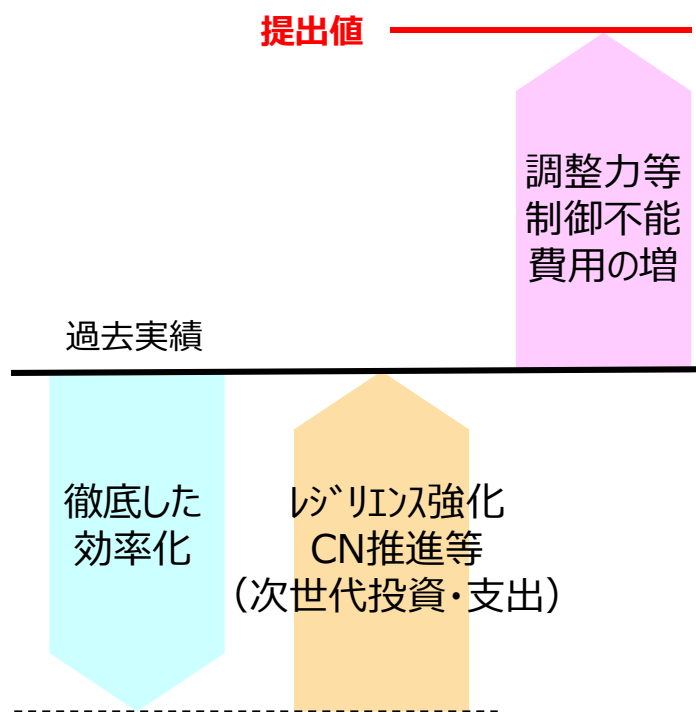 提出値
調整力等
制御不能
費用の増
過去実績
徹底した
効率化
ﾚｼﾞﾘｴﾝｽ強化
CN推進等
（次世代投資・支出）